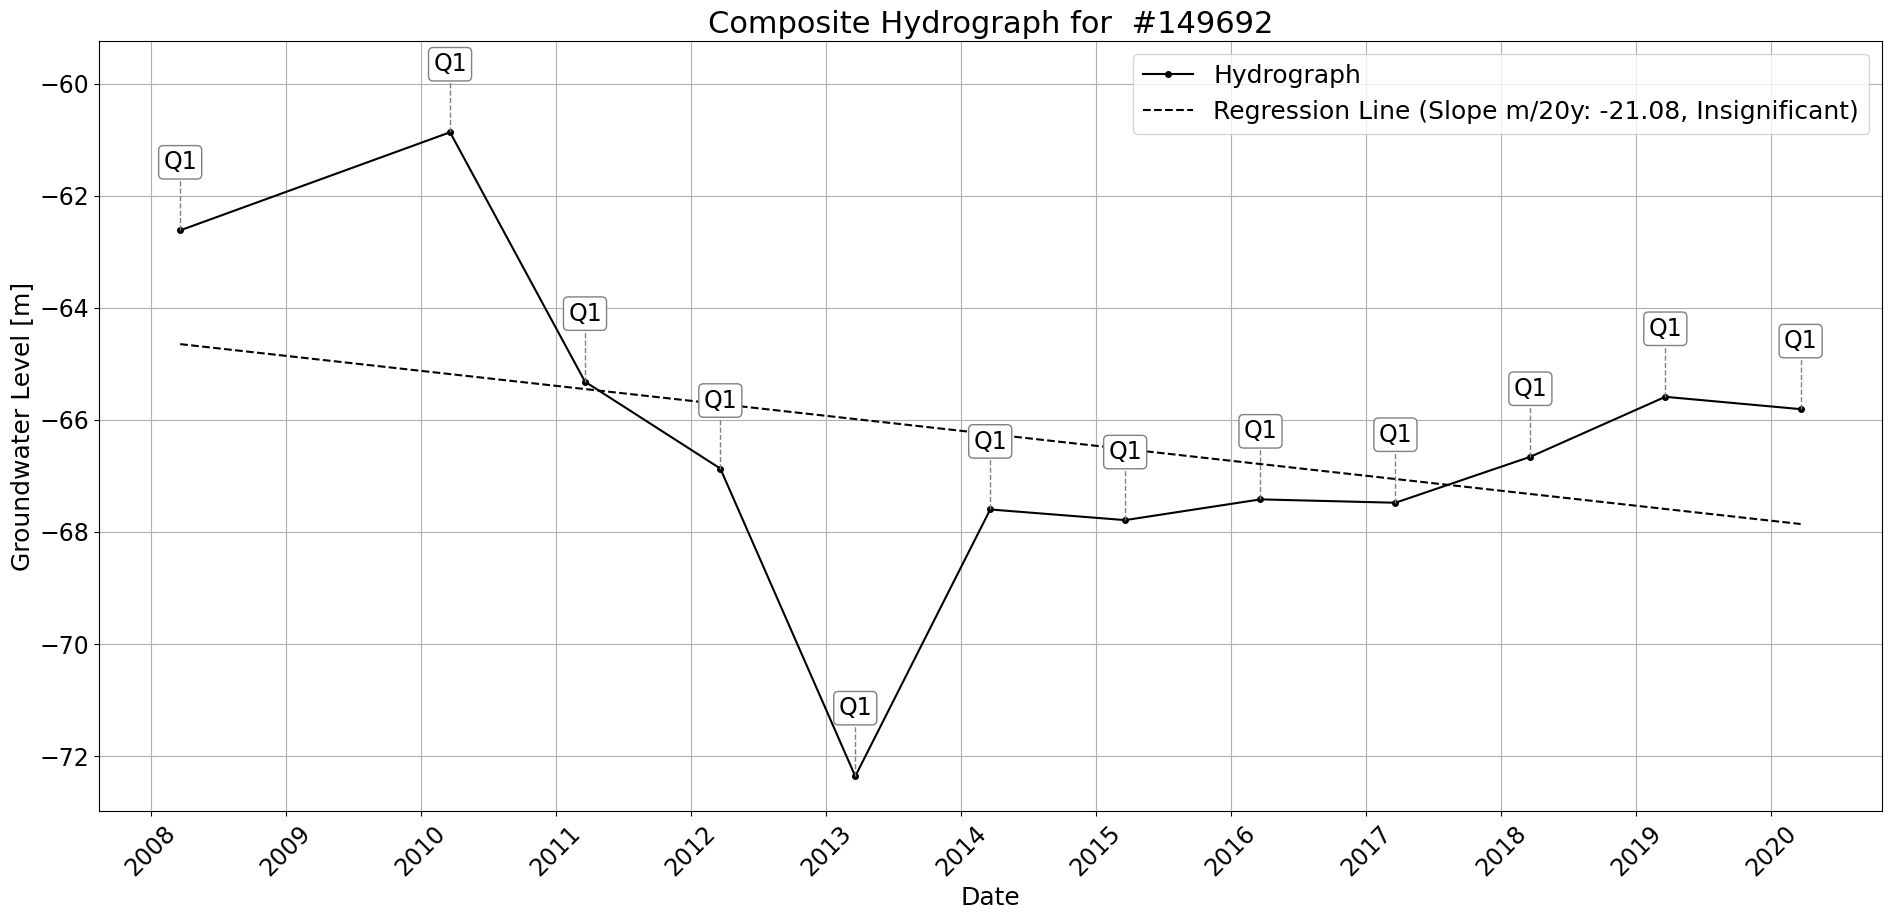 Composite Hydrograph for  #149692
Hydrograph
Regression Line (Slope m/20y: -21.08, Insignificant)
Groundwater Level [m]
−60
−62
−64
−66
−68
−70
−72
Q1
Q1
Q1
Q1
Q1
Q1
Q1
Q1
Q1
Q1
Q1
Q1
2008
2009
2010
2011
2012
2013
2014
2015
2016
2017
2018
2019
2020
Date